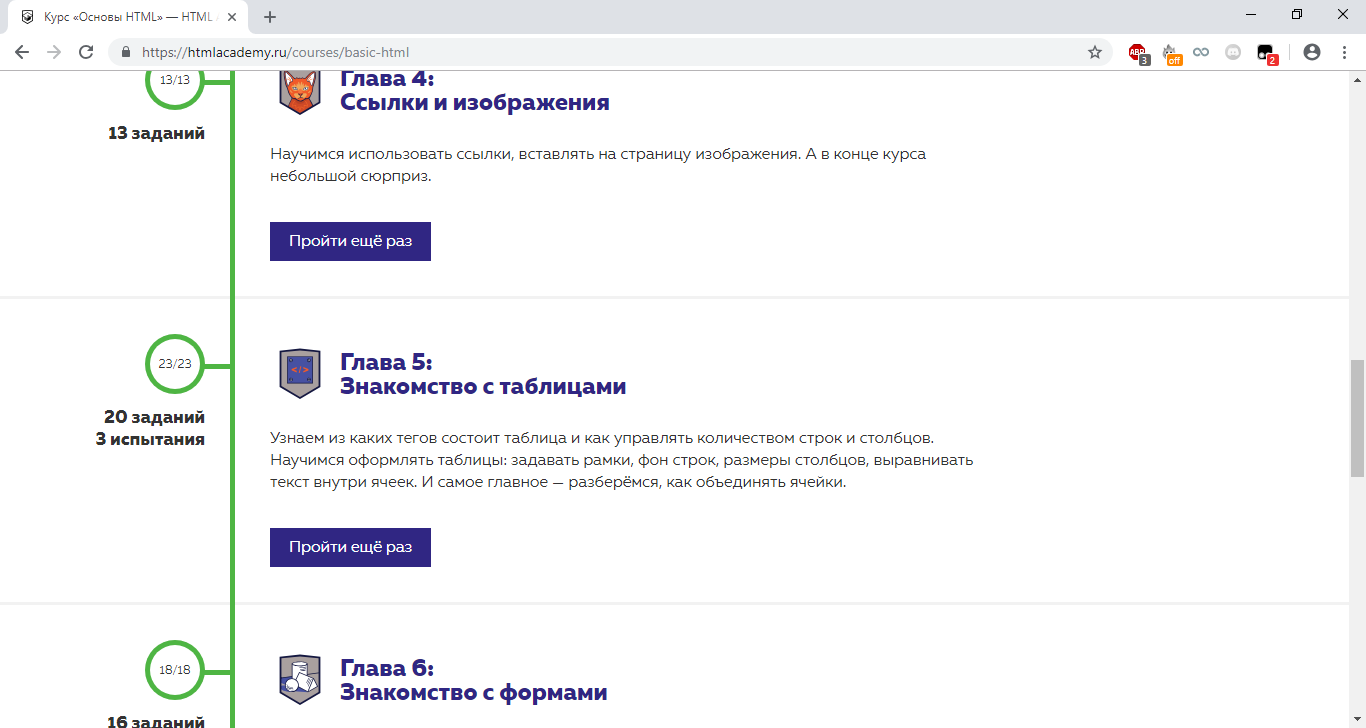 Курс «Основы HTML» — HTML A
https://htmlacademy.ru/courses/basic-html
ABP
3
off
2
13/13
13 заданий
Глава 4:
Ссылки и изображения
Научимся использовать ссылки, вставлять на страницу изображения. А в конце курса
небольшой сюрприз.
Пройти ещё раз
23/23
20 заданий
3 испытания
</>
Глава 5:
Знакомство с таблицами
Узнаем из каких тегов состоит таблица и как управлять количеством строк и столбцов.
Научимся оформлять таблицы: задавать рамки, фон строк, размеры столбцов, выравнивать
текст внутри ячеек. И самое главное — разберёмся, как объединять ячейки.
Пройти ещё раз
18/18
16 заданий
Глава 6:
Знакомство с формами